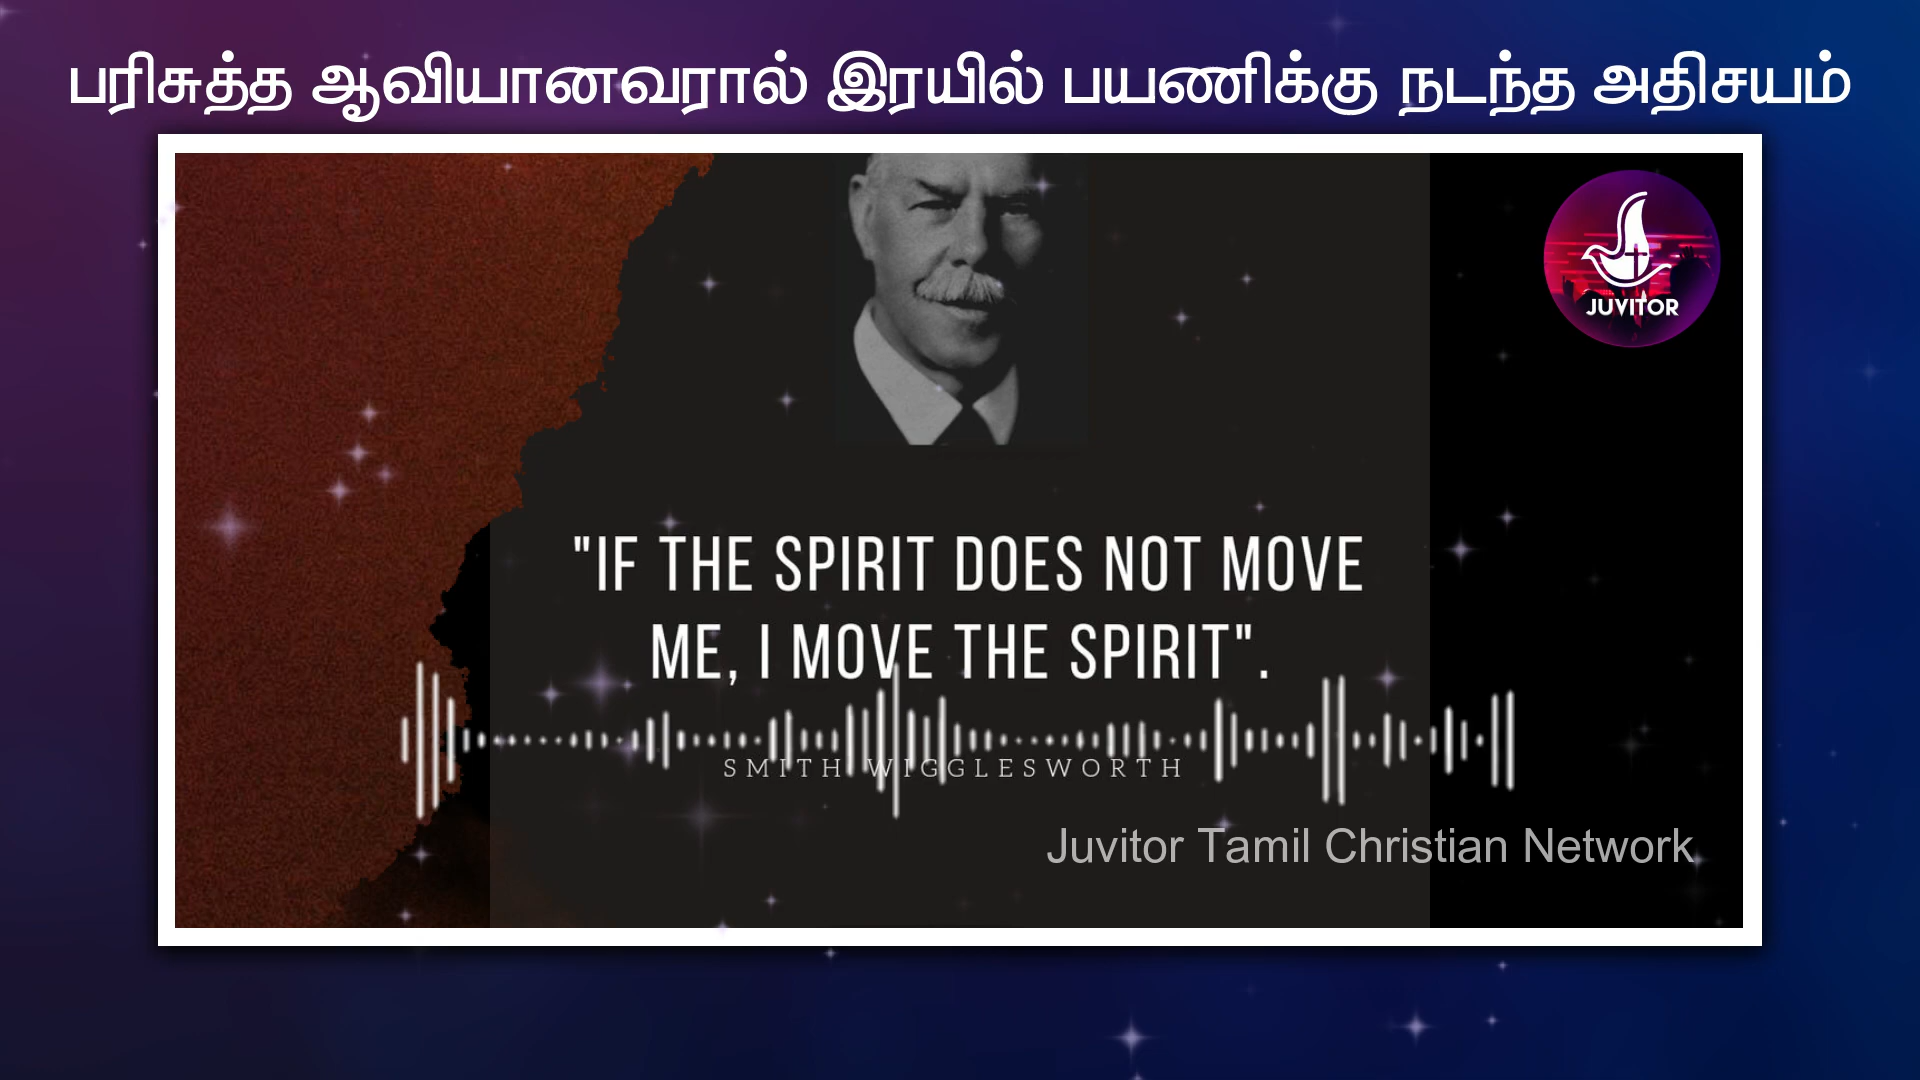 பரிசுத்த ஆவியானவரால் இரயில் பயணிக்கு நடந்த அதிசயம்
JUVITOR
"IF THE SPIRIT DOES NOT MOVE
ME, I MOVE THE SPIRIT".
SMITH WIGGLESWORTH
Juvitor Tamil Christian Network